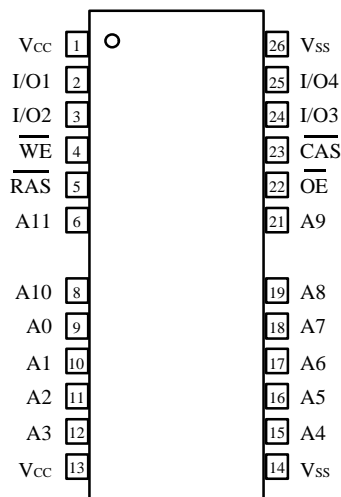 Vcc 1 26 Vss
I/O1 2 25 I/O4
I/O2 3 24 I/O3
WE 4 23 CAS
RAS 5 22 OE
A11 6 21 A9
A10 8 19 A8
A0 9 18 A7
A1 10 17 A6
A2 11 16 A5
A3 12 15 A4
Vcc 13 14 Vss